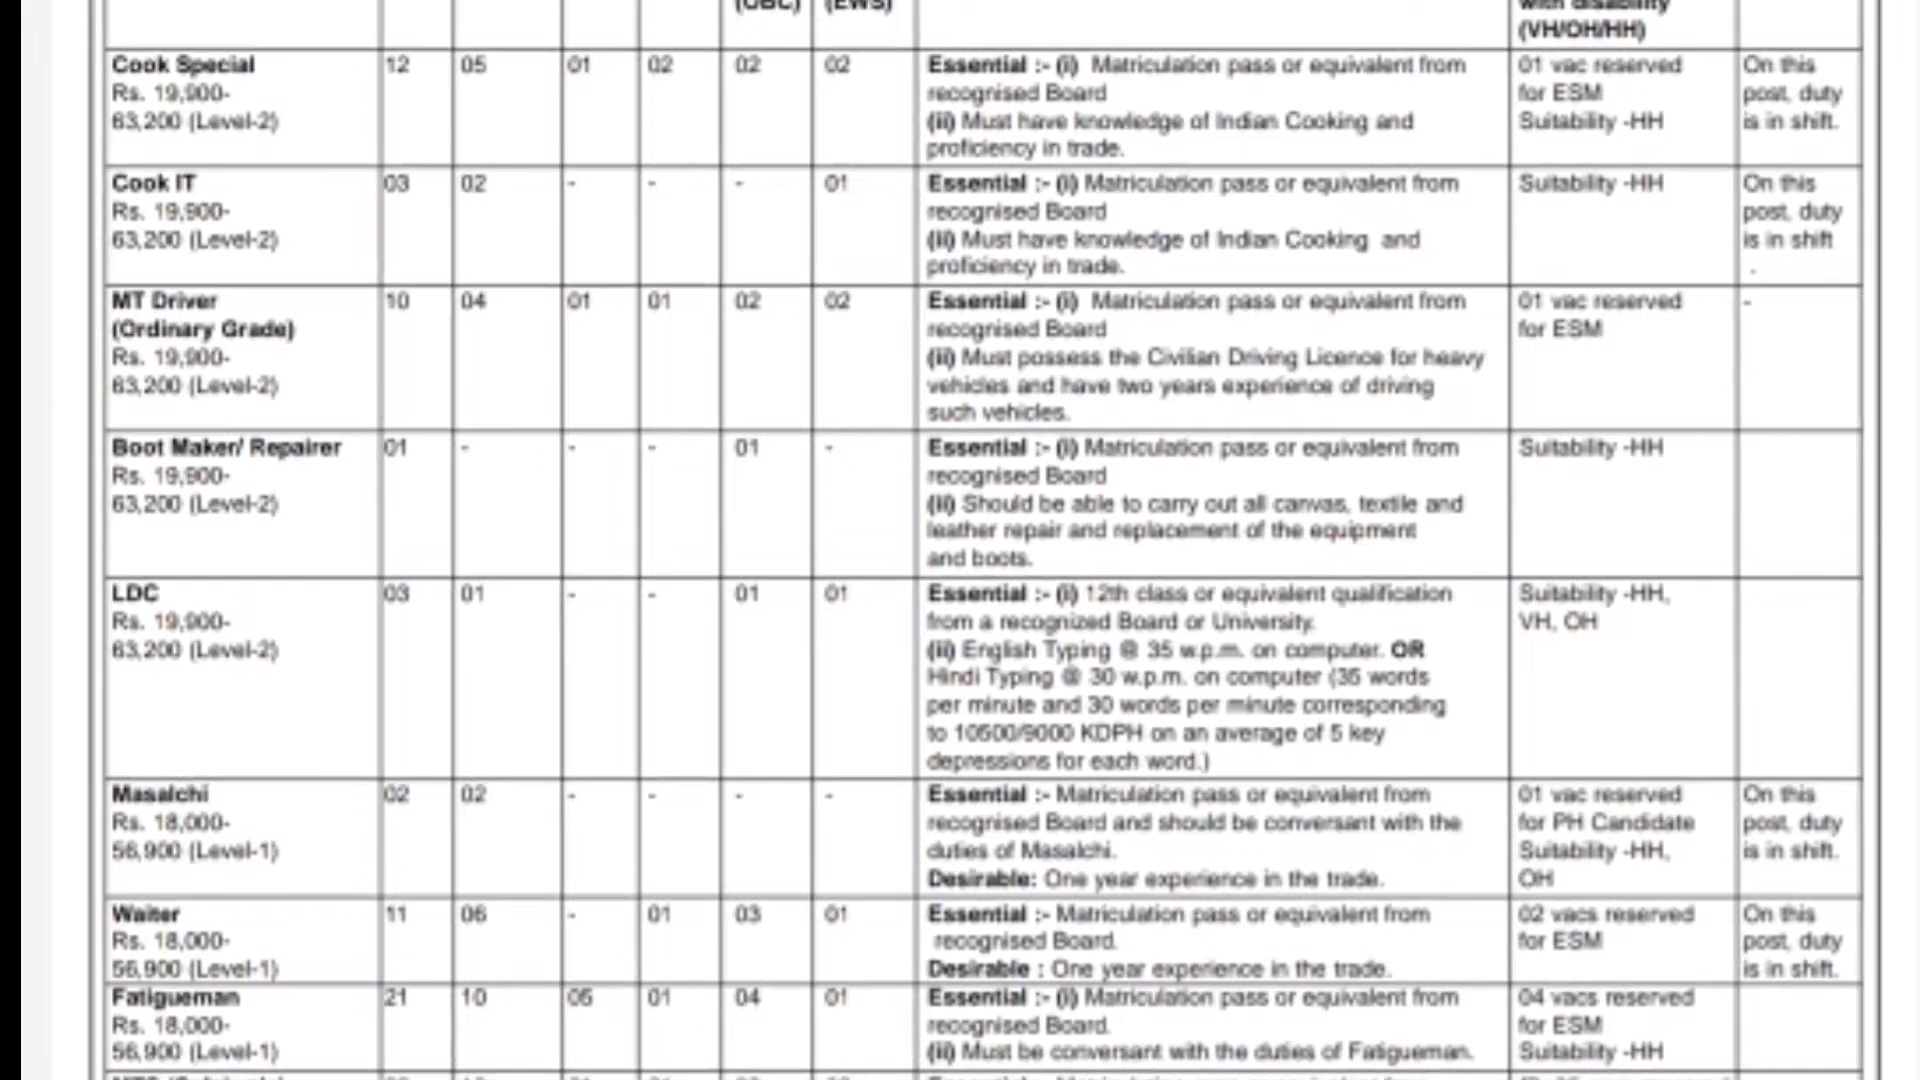 (OBC) (EWS) with disability
(VH/OH/HH)
Cook Special 12 05 01 02 02 02 Essential :- (i) Matriculation pass or equivalent from 01 vac reserved On this
Rs. 19,900- recognised Board for ESM post, duty
63,200 (Level-2) (ii) Must have knowledge of Indian Cooking and Suitability -HH is in shift.
proficiency in trade.
Cook IT 03 02 - - - 01 Essential :- (i) Matriculation pass or equivalent from Suitability -HH On this
Rs. 19,900- recognised Board post, duty
63,200 (Level-2) (ii) Must have knowledge of Indian Cooking and is in shift
proficiency in trade. .
MT Driver 10 04 01 01 02 02 Essential :- (i) Matriculation pass or equivalent from 01 vac reserved -
(Ordinary Grade) recognised Board for ESM
Rs. 19,900- (ii) Must possess the Civilian Driving Licence for heavy
63,200 (Level-2) vehicles and have two years experience of driving
such vehicles.
Boot Maker/ Repairer 01 - - - 01 - Essential :- (i) Matriculation pass or equivalent from Suitability -HH
Rs. 19,900- recognised Board
63,200 (Level-2) (ii) Should be able to carry out all canvas, textile and
leather repair and replacement of the equipment
and boots.
LDC 03 01 - - 01 01 Essential :- (i) 12th class or equivalent qualification Suitability -HH,
Rs. 19,900- from a recognized Board or University. VH, OH
63,200 (Level-2) (ii) English Typing @ 35 w.p.m. on computer. OR
Hindi Typing @ 30 w.p.m. on computer (35 words
per minute and 30 words per minute corresponding
to 10500/9000 KDPH on an average of 5 key
depressions for each word.)
Masalchi 02 02 - - - - Essential :- Matriculation pass or equivalent from 01 vac reserved On this
Rs. 18,000- recognised Board and should be conversant with the for PH Candidate post, duty
56,900 (Level-1) duties of Masalchi. Suitability -HH, is in shift.
Desirable: One year experience in the trade. OH
Waiter 11 06 - 01 03 01 Essential :- Matriculation pass or equivalent from 02 vacs reserved On this
Rs. 18,000- recognised Board. for ESM post, duty
56,900 (Level-1) Desirable : One year experience in the trade. is in shift.
Fatigueman 21 10 05 01 04 01 Essential :- (i) Matriculation pass or equivalent from 04 vacs reserved
Rs. 18,000- recognised Board. for ESM
56,900 (Level-1) (ii) Must be conversant with the duties of Fatigueman. Suitability -HH